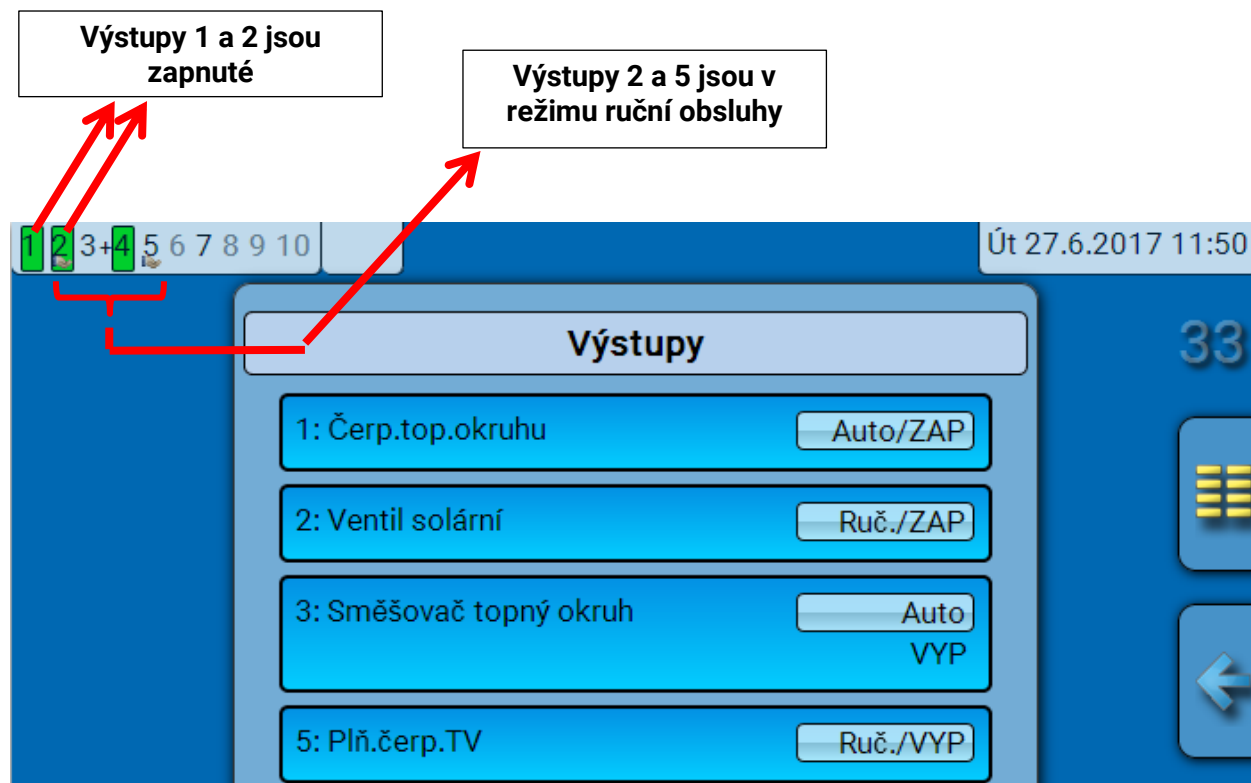 Výstupy 1 a 2 jsou
zapnuté
Výstupy 2 a 5 jsou v
režimu ruční obsluhy
1 2 3+4 5 6 7 8 9 10
Út 27.6.2017 11:50
Výstupy
33
1: Čerp.top.okruhu Auto/ZAP
2: Ventil solární Ruč./ZAP
3: Směšovač topný okruh Auto
VYP
5: Plň.čerp.TV Ruč./VYP